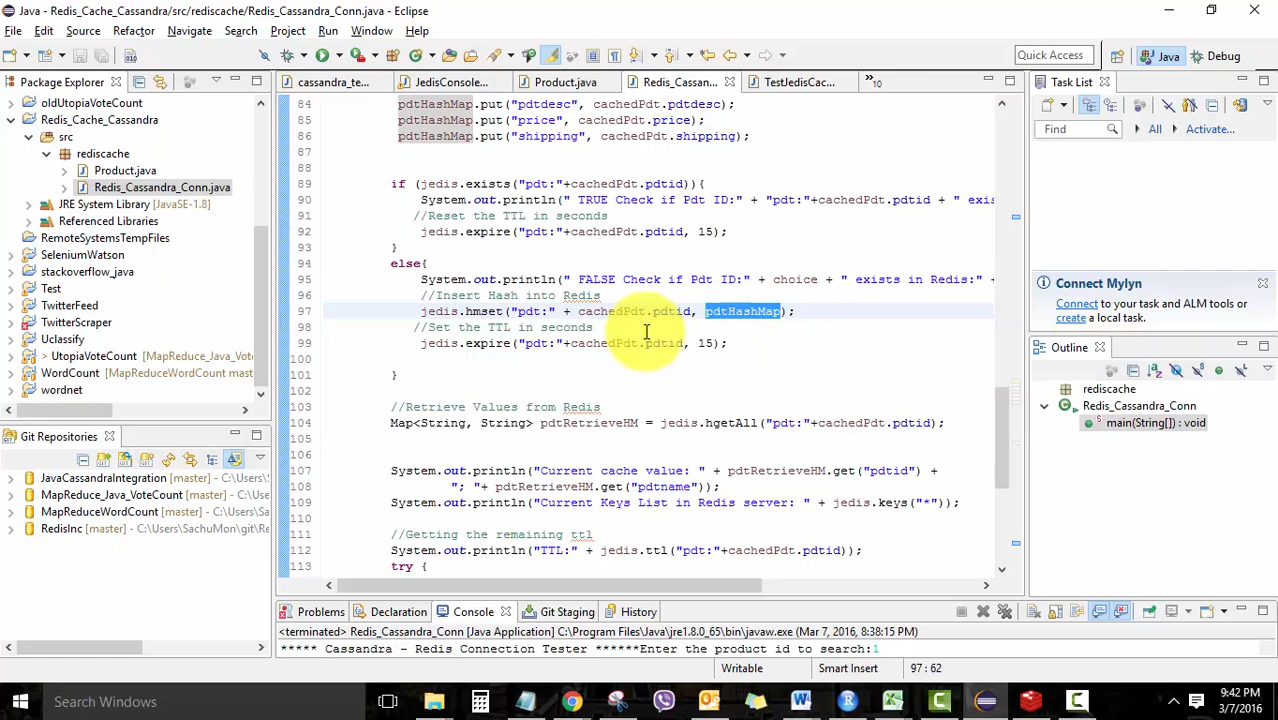 Java - Redis_Cache_Cassandra/src/rediscache/Redis_Cassandra_Conn.java - Eclipse
File Edit Source Refactor Navigate Search Project Run Window Help
Quick Access Java Debug
Package Explorer
oldUtopiaVoteCount
Redis_Cache_Cassandra
src
rediscache
Product.java
Redis_Cassandra_Conn.java
JRE System Library [JavaSE-1.8]
Referenced Libraries
RemoteSystemsTempFiles
SeleniumWatson
stackoverflow_java
Test
TwitterFeed
TwitterScraper
Uclassify
> UtopiaVoteCount [MapReduce_Java_V
WordCount [MapReduceWordCount mast
wordnet
Git Repositories
JavaCassandraIntegration [master] - C:\Users\S
MapReduce_Java_VoteCount [master] - C:\Use
MapReduceWordCount [master] - C:\Users\Sac
RedisInc [master] - C:\Users\SachuMon\git\Re
cassandra_te... JedisConsole... Product.java Redis_Cassan... TestJedisCac... »10
84 pdtHashMap.put("pdtdesc", cachedPdt.pdtdesc);
85 pdtHashMap.put("price", cachedPdt.price);
86 pdtHashMap.put("shipping", cachedPdt.shipping);
87
88
89 if (jedis.exists("pdt:"+cachedPdt.pdtid)){
90 System.out.println(" TRUE Check if Pdt ID:" + "pdt:"+cachedPdt.pdtid + " exis
91 //Reset the TTL in seconds
92 jedis.expire("pdt:"+cachedPdt.pdtid, 15);
93 }
94 else{
95 System.out.println(" FALSE Check if Pdt ID:" + choice + " exists in Redis:" +
96 //Insert Hash into Redis
97 jedis.hmset("pdt:" + cachedPdt.pdtid, pdtHashMap);
98 //Set the TTL in seconds
99 jedis.expire("pdt:"+cachedPdt.pdtid, 15);
100
101 }
102
103 //Retrieve Values from Redis
104 Map<String, String> pdtRetrieveHM = jedis.hgetAll("pdt:"+cachedPdt.pdtid);
105
106
107 System.out.println("Current cache value: " + pdtRetrieveHM.get("pdtid") +
108 "; "+ pdtRetrieveHM.get("pdtname"));
109 System.out.println("Current Keys List in Redis server: " + jedis.keys("*"));
110
111 //Getting the remaining ttl
112 System.out.println("TTL:" + jedis.ttl("pdt:"+cachedPdt.pdtid));
113 try {
Problems Declaration Console Git Staging History
<terminated> Redis_Cassandra_Conn [Java Application] C:\Program Files\Java\jre1.8.0_65\bin\javaw.exe (Mar 7, 2016, 8:38:15 PM)
***** Cassandra - Redis Connection Tester ******Enter the product id to search:1
Task List
Find All Activate...
Connect Mylyn
Connect to your task and ALM tools or
create a local task.
Outline
rediscache
Redis_Cassandra_Conn
main(String[]) : void
Writable Smart Insert 97 : 62
Search Windows
9:42 PM
3/7/2016